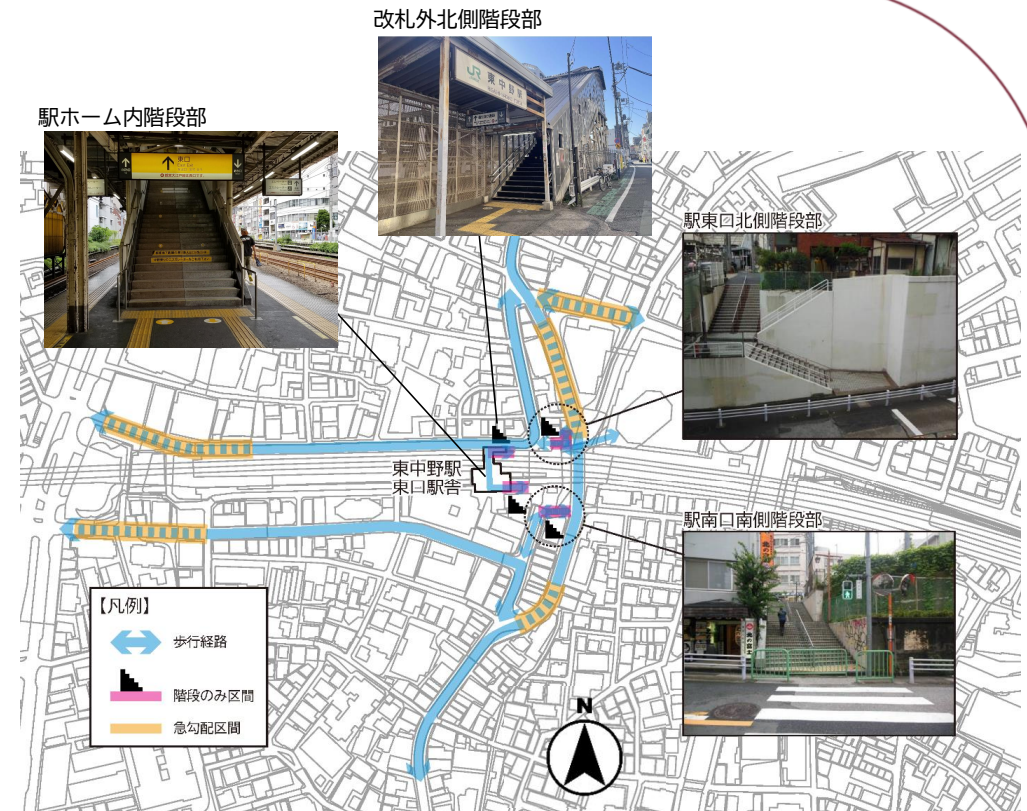 改札外北側階段部
JR 東中野駅
駅ホーム内階段部
東口
駅東口北側階段部
東中野駅
東口駅舎
駅南口南側階段部
【凡例】
歩行経路
階段のみ区間
急勾配区間
N